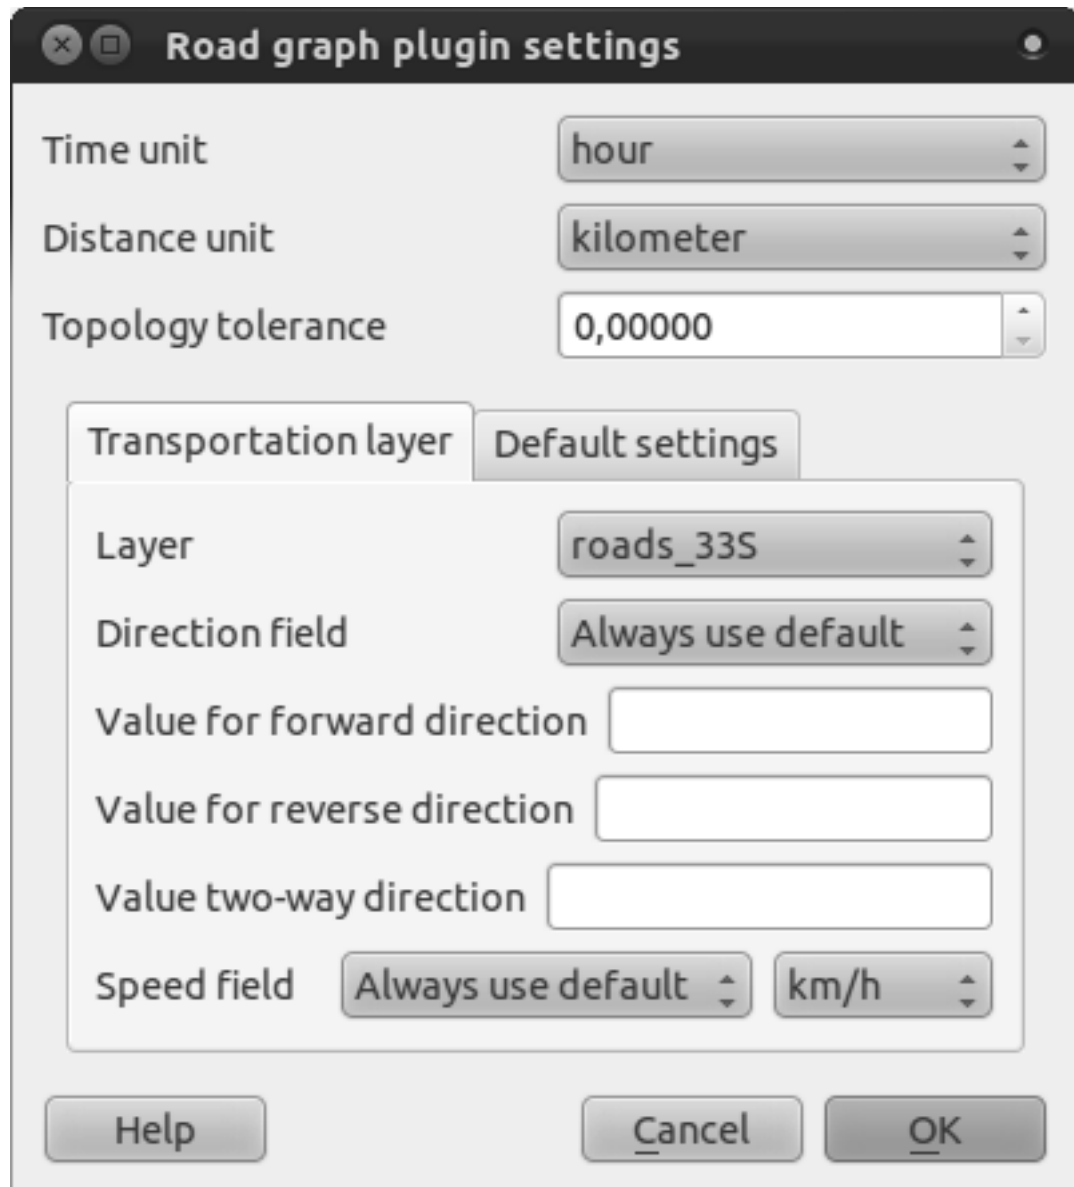 Road graph plugin settings
Time unit hour
Distance unit kilometer
Topology tolerance 0,00000
Transportation layer Default settings
Layer roads_33S
Direction field Always use default
Value for forward direction
Value for reverse direction
Value two-way direction
Speed field Always use default km/h
Help Cancel OK